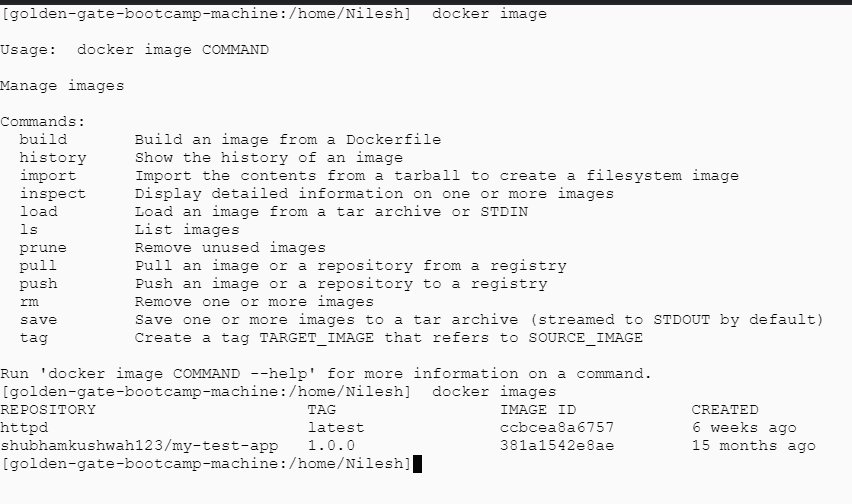 [golden-gate-bootcamp-machine:/home/Nilesh]  docker image
Usage:  docker image COMMAND
Manage images
Commands:
  build       Build an image from a Dockerfile
  history     Show the history of an image
  import      Import the contents from a tarball to create a filesystem image
  inspect     Display detailed information on one or more images
  load        Load an image from a tar archive or STDIN
  ls          List images
  prune       Remove unused images
  pull        Pull an image or a repository from a registry
  push        Push an image or a repository to a registry
  rm          Remove one or more images
  save        Save one or more images to a tar archive (streamed to STDOUT by default)
  tag         Create a tag TARGET_IMAGE that refers to SOURCE_IMAGE
Run 'docker image COMMAND --help' for more information on a command.
[golden-gate-bootcamp-machine:/home/Nilesh]  docker images
REPOSITORY                      TAG                 IMAGE ID            CREATED
httpd                           latest              ccbcea8a6757        6 weeks ago
shubhamkushwah123/my-test-app   1.0.0               381a1542e8ae        15 months ago
[golden-gate-bootcamp-machine:/home/Nilesh]